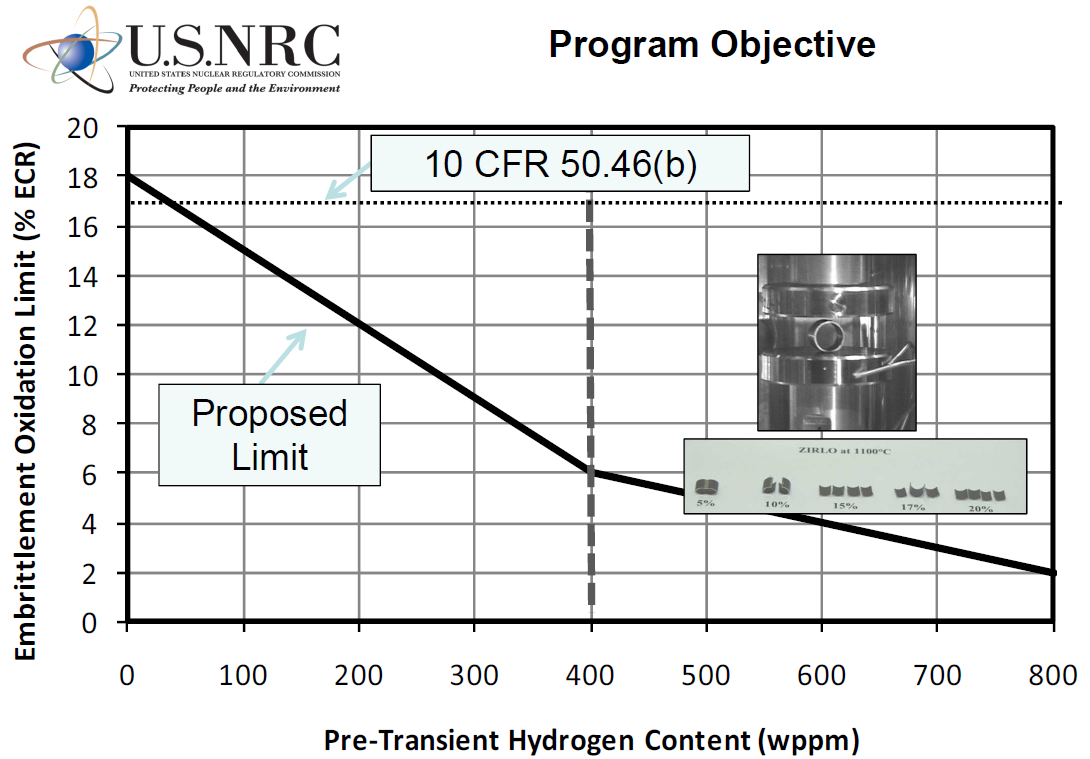 U.S.NRC
UNITED STATES NUCLEAR REGULATORY COMMISSION
Protecting People and the Environment
Program Objective
Embrittlement Oxidation Limit (% ECR)
20
18
16
14
12
10
8
6
4
2
0
10 CFR 50.46(b)
Proposed
Limit
ZIRLO at 1100°C
5%
10%
15%
17%
20%
0
100
200
300
400
500
600
700
800
Pre-Transient Hydrogen Content (wppm)